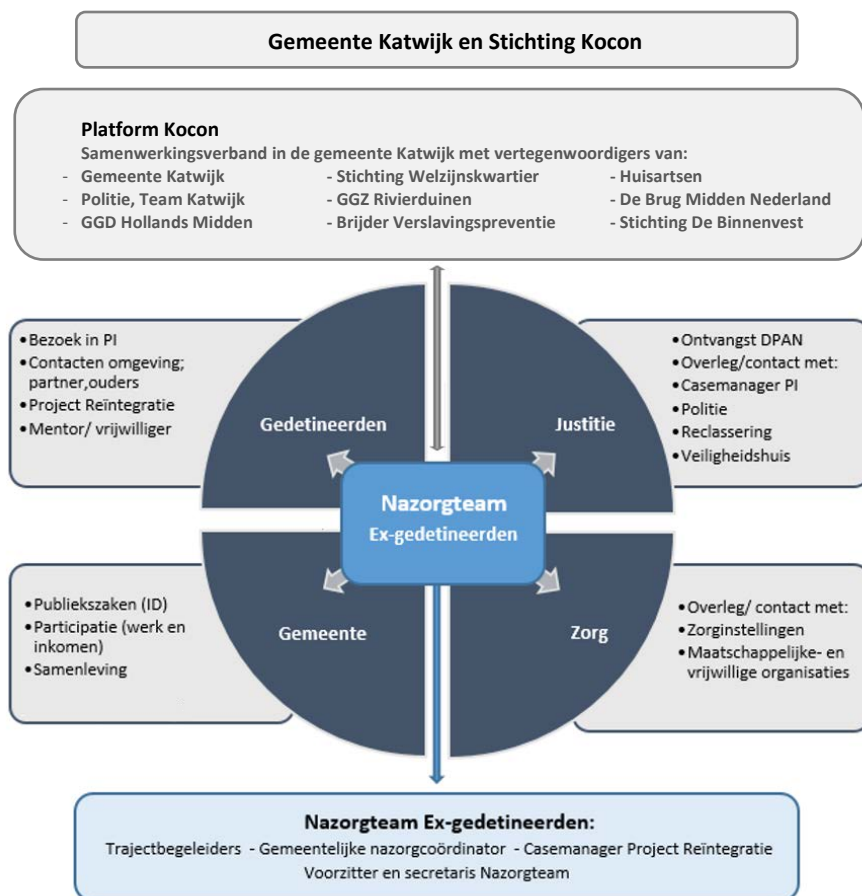 Gemeente Katwijk en Stichting Kocon
Platform Kocon
Samenwerkingsverband in de gemeente Katwijk met vertegenwoordigers van:
- Gemeente Katwijk - Stichting Welzijnskwartier - Huisartsen
- Politie, Team Katwijk - GGZ Rivierduinen - De Brug Midden Nederland
- GGD Hollands Midden - Brijder Verslavingspreventie - Stichting De Binnenvest
•Bezoek in PI
•Contacten omgeving;
partner,ouders
•Project Reïntegratie
•Mentor/ vrijwilliger
Gedetineerden
Justitie
•Ontvangst DPAN
•Overleg/contact met:
•Casemanager PI
•Politie
•Reclassering
•Veiligheidshuis
Nazorgteam
Ex-gedetineerden
•Publiekszaken (ID)
•Participatie (werk en
inkomen)
•Samenleving
Gemeente
Zorg
•Overleg/ contact met:
•Zorginstellingen
•Maatschappelijke- en
vrijwillige organisaties
Nazorgteam Ex-gedetineerden:
Trajectbegeleiders - Gemeentelijke nazorgcoördinator - Casemanager Project Reïntegratie
Voorzitter en secretaris Nazorgteam